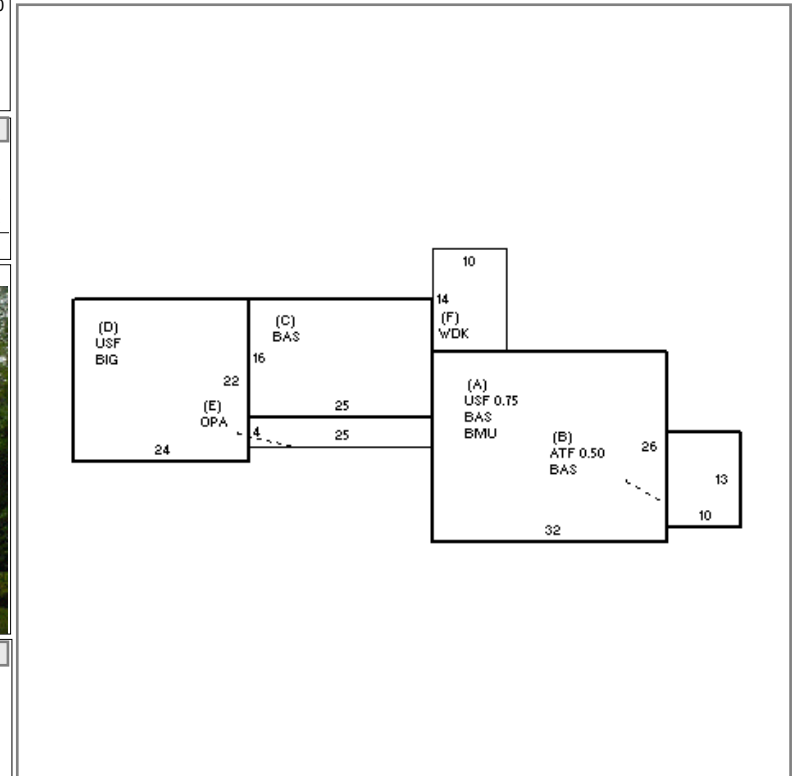 10
14
(F)
WDK
(D)
USF
BIG
(C)
BAS
16
22
25
(E)
OPA
4
25
24
(A)
USF 0.75
BAS
BMU
(B)
ATF 0.50
BAS
26
13
10
32